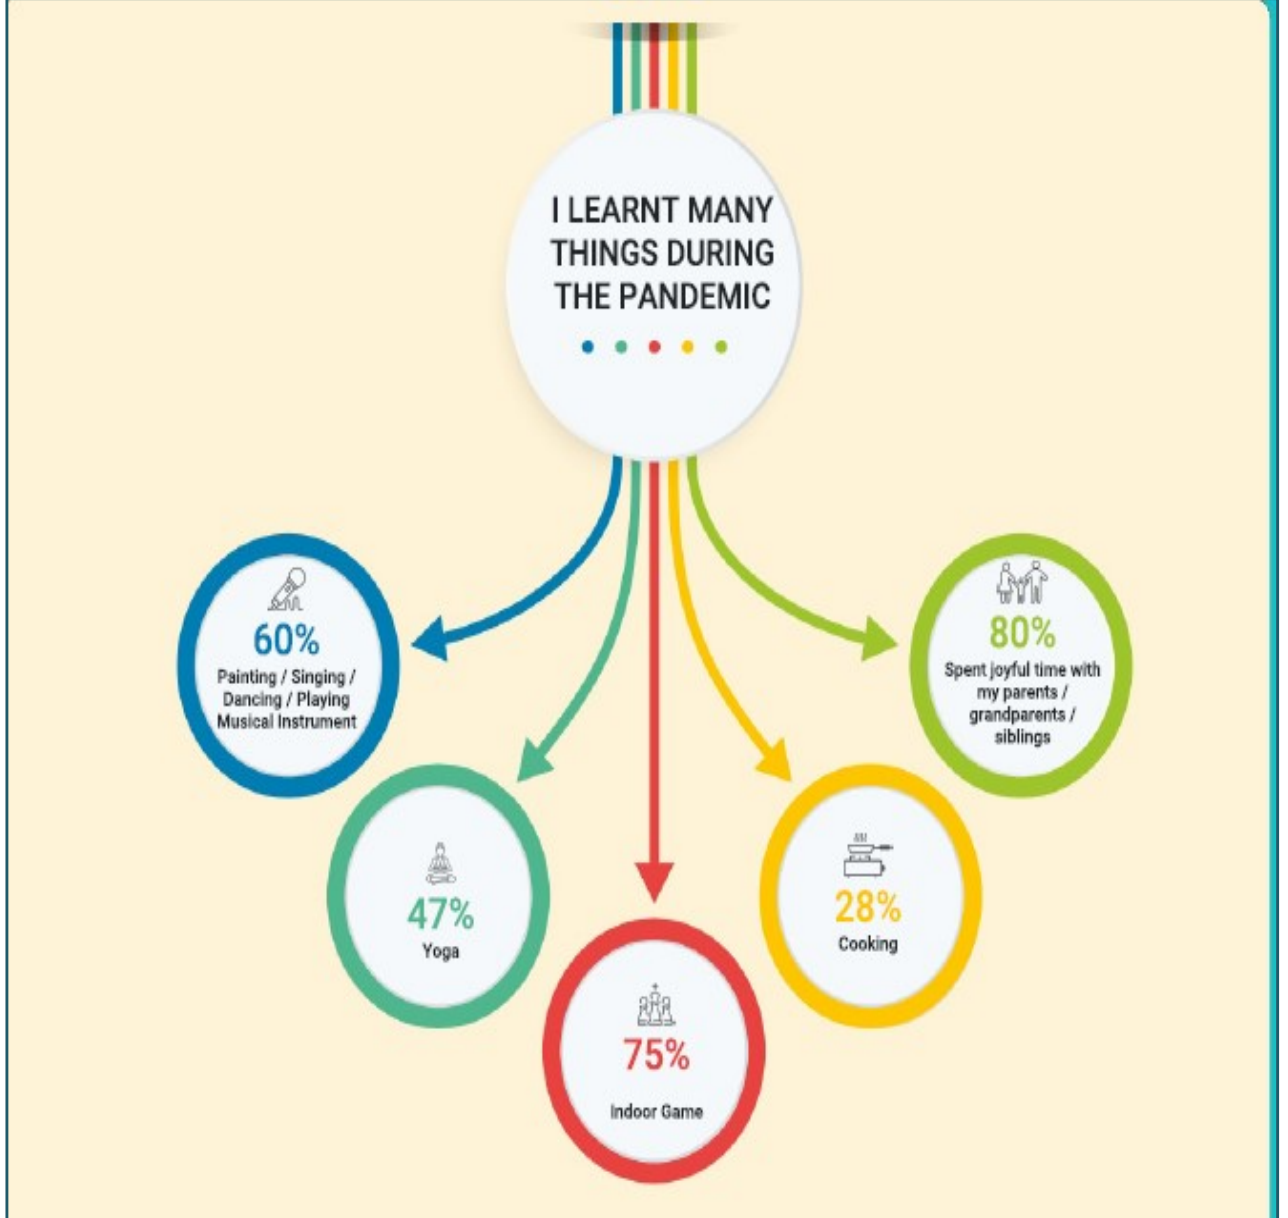 I LEARNT MANY
THINGS DURING
THE PANDEMIC
60%
Painting / Singing /
Dancing / Playing
Musical Instrument
47%
Yoga
75%
Indoor Game
28%
Cooking
80%
Spent joyful time with
my parents /
grandparents /
siblings